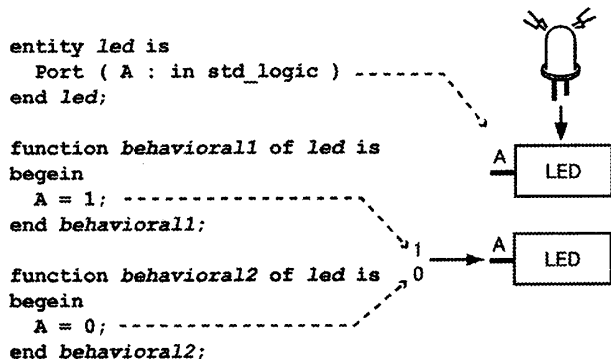 entity led is
Port ( A : in std_logic )
end led;
function behavioral1 of led is
begein
A = 1;
end behavioral1;
function behavioral2 of led is
begein
A = 0;
end behavioral2;
A
LED
1
0
A
LED